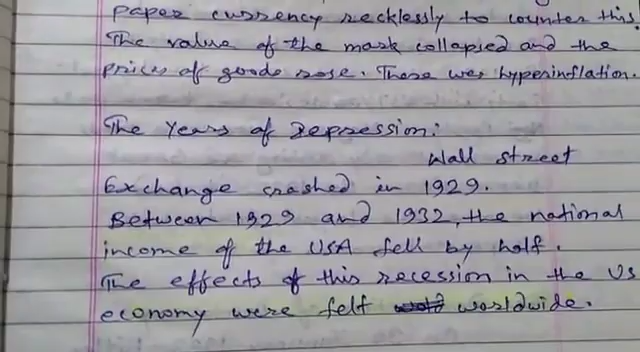 paper currency recklessly to counter this.
The value of the mark collapsed and the
prices of goods rose. There was hyperinflation.
The Years of Depression:
Wall Street
Exchange crashed in 1929.
Between 1929 and 1932, the national
income of the USA fell by half.
The effects of this recession in the US
economy were felt worldwide.